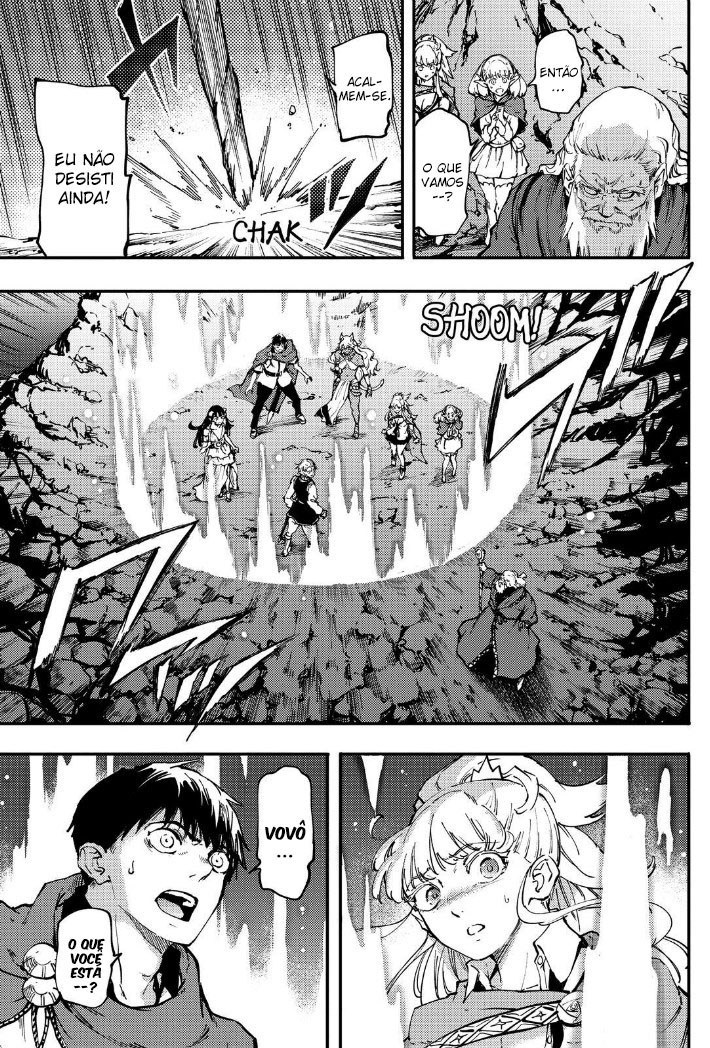 ENTÃO
...
O QUE
VAMOS
--?
ACAL-
MEM-SE.
EU NÃO
DESISTI
AINDA!
CHAK
SHOOM!
VOVÔ
...
O QUE
VOCÊ
ESTÁ
--?